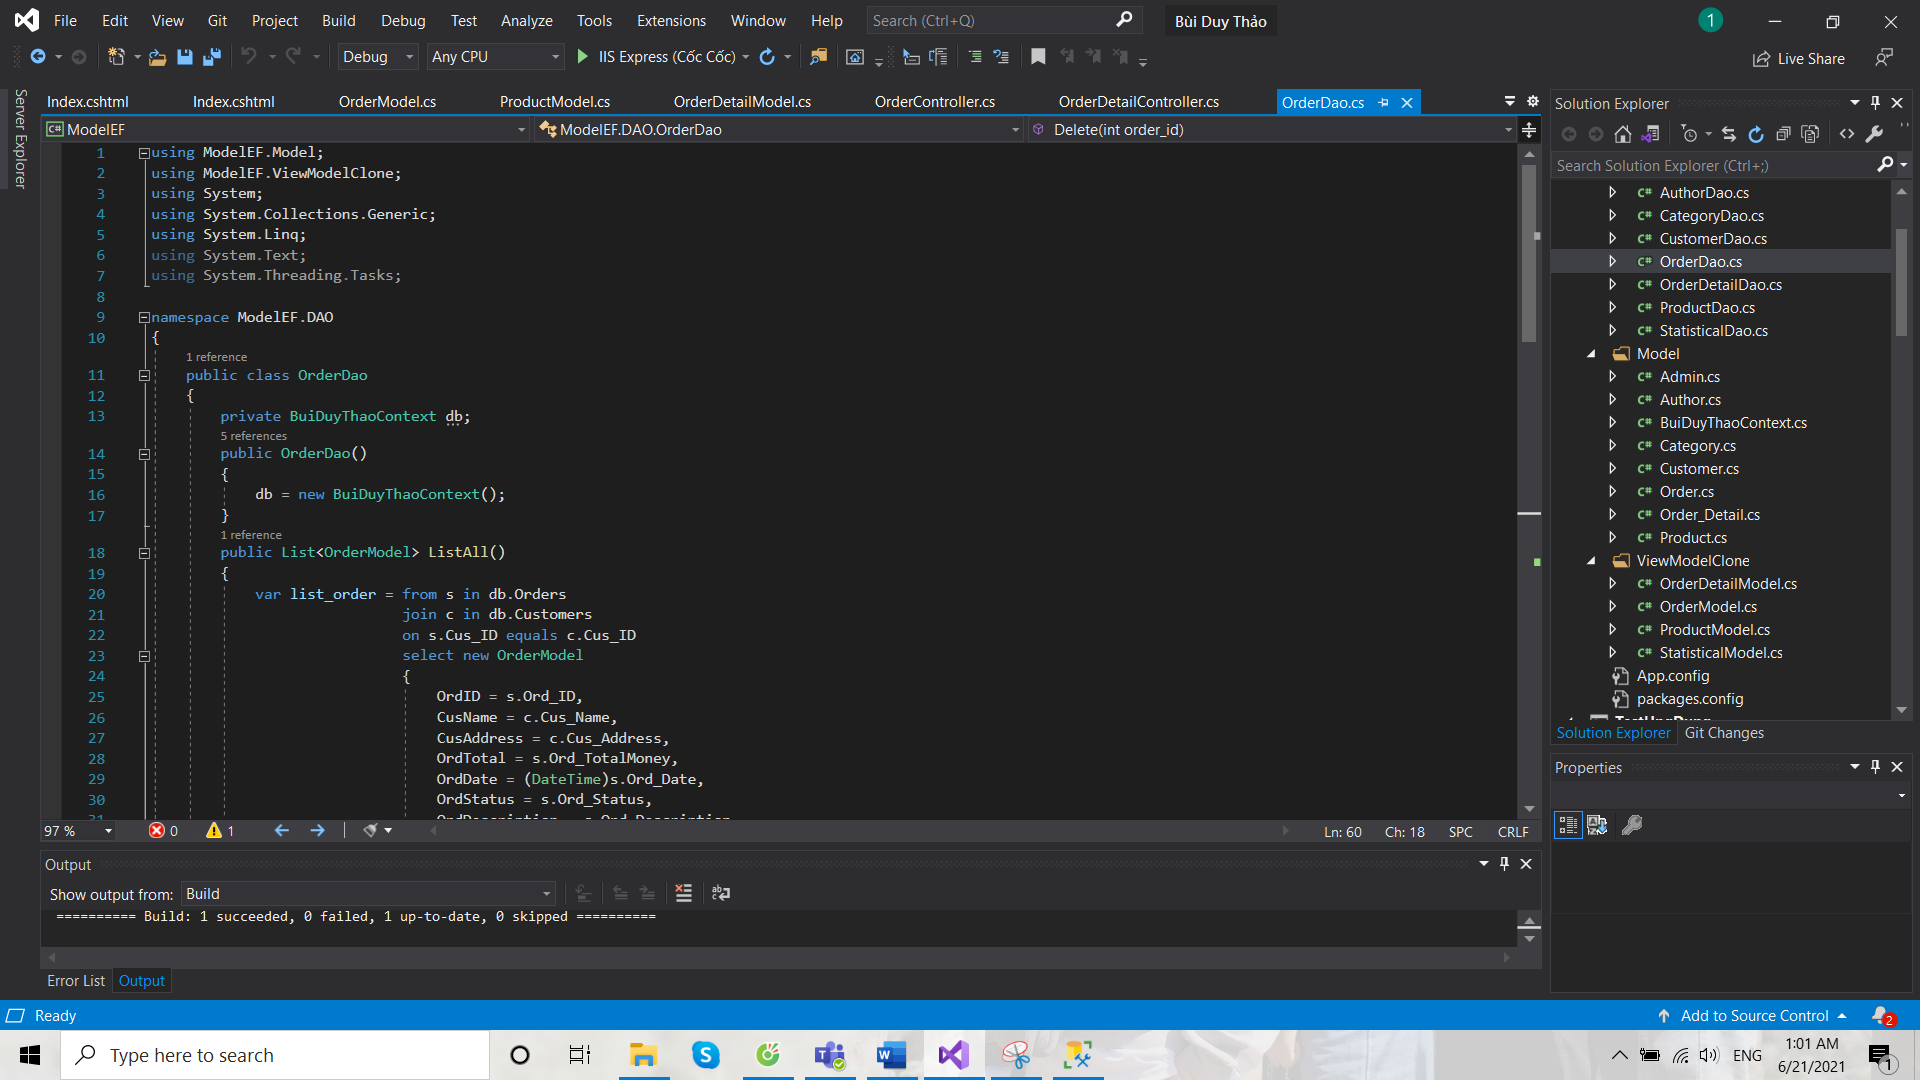 File Edit View Git Project Build Debug Test Analyze Tools Extensions Window Help Search (Ctrl+Q) Bùi Duy Thảo 1
Debug Any CPU IIS Express (Cốc Cốc) Live Share
Server Explorer
Index.cshtml Index.cshtml OrderModel.cs ProductModel.cs OrderDetailModel.cs OrderController.cs OrderDetailController.cs OrderDao.cs
C# ModelEF ModelEF.DAO.OrderDao Delete(int order_id)
1 using ModelEF.Model;
2 using ModelEF.ViewModelClone;
3 using System;
4 using System.Collections.Generic;
5 using System.Linq;
6 using System.Text;
7 using System.Threading.Tasks;
8
9 namespace ModelEF.DAO
10 {
1 reference
11 public class OrderDao
12 {
13 private BuiDuyThaoContext db;
5 references
14 public OrderDao()
15 {
16 db = new BuiDuyThaoContext();
17 }
1 reference
18 public List<OrderModel> ListAll()
19 {
20 var list_order = from s in db.Orders
21 join c in db.Customers
22 on s.Cus_ID equals c.Cus_ID
23 select new OrderModel
24 {
25 OrdID = s.Ord_ID,
26 CusName = c.Cus_Name,
27 CusAddress = c.Cus_Address,
28 OrdTotal = s.Ord_TotalMoney,
29 OrdDate = (DateTime)s.Ord_Date,
30 OrdStatus = s.Ord_Status,
97 % 0 1 Ln: 60 Ch: 18 SPC CRLF
Output
Show output from: Build
========== Build: 1 succeeded, 0 failed, 1 up-to-date, 0 skipped ==========
Error List Output
Solution Explorer
Search Solution Explorer (Ctrl+;)
C# AuthorDao.cs
C# CategoryDao.cs
C# CustomerDao.cs
C# OrderDao.cs
C# OrderDetailDao.cs
C# ProductDao.cs
C# StatisticalDao.cs
Model
C# Admin.cs
C# Author.cs
C# BuiDuyThaoContext.cs
C# Category.cs
C# Customer.cs
C# Order.cs
C# Order_Detail.cs
C# Product.cs
ViewModelClone
C# OrderDetailModel.cs
C# OrderModel.cs
C# ProductModel.cs
C# StatisticalModel.cs
App.config
packages.config
Solution Explorer Git Changes
Properties
Ready Add to Source Control 2
Type here to search ENG 1:01 AM
6/21/2021 1